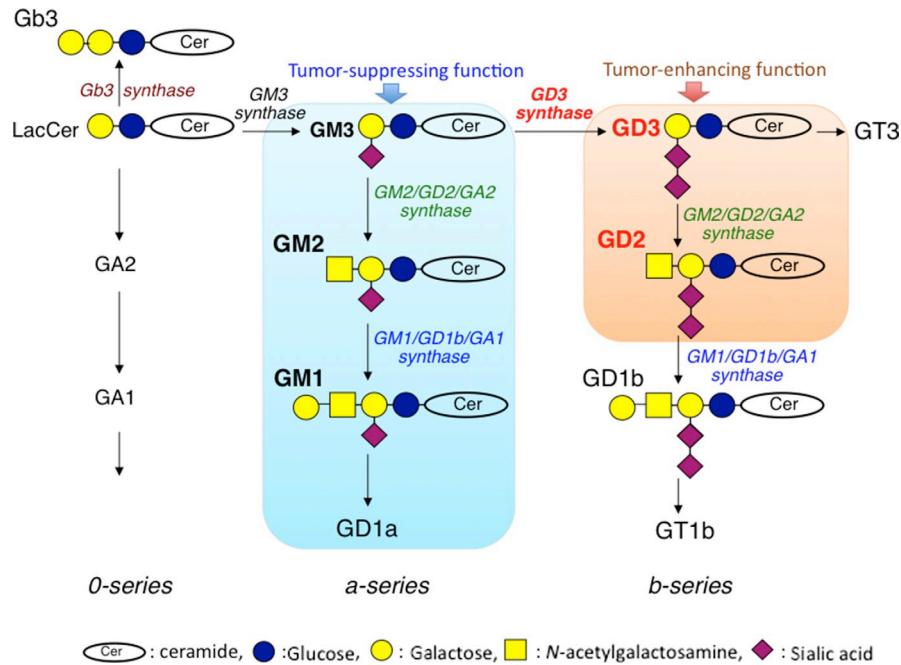 Gb3
Cer
Gb3 synthase
Tumor-suppressing function
Tumor-enhancing function
LacCer
Cer
GM3
synthase
GM3
Cer
GD3
synthase
GD3
Cer
GT3
GM2/GD2/GA2
synthase
GM2/GD2/GA2
synthase
GA2
GM2
Cer
GD2
Cer
GM1/GD1b/GA1
synthase
GM1/GD1b/GA1
synthase
GA1
GM1
Cer
GD1b
Cer
GD1a
GT1b
0-series
a-series
b-series
Cer : ceramide, :Glucose, : Galactose, : N-acetylgalactosamine, : Sialic acid